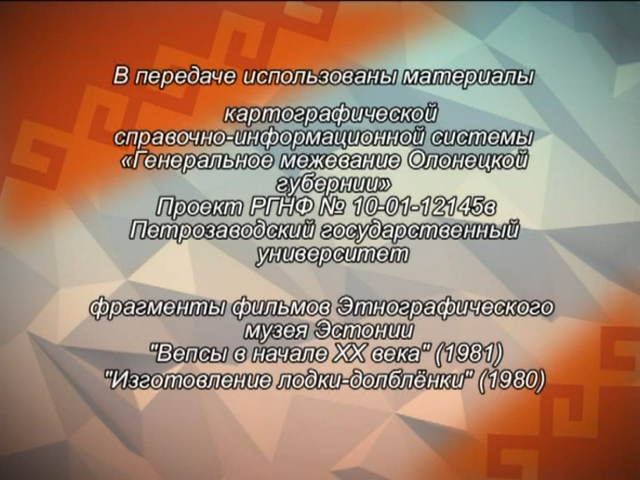 В передаче использованы материалы
картографической
справочно-информационной системы
«Генеральное межевание Олонецкой
губернии»
Проект РГНФ № 10-01-12145в
Петрозаводский государственный
университет
фрагменты фильмов Этнографического
музея Эстонии
"Вепсы в начале XX века" (1981)
"Изготовление лодки-долблёнки" (1980)